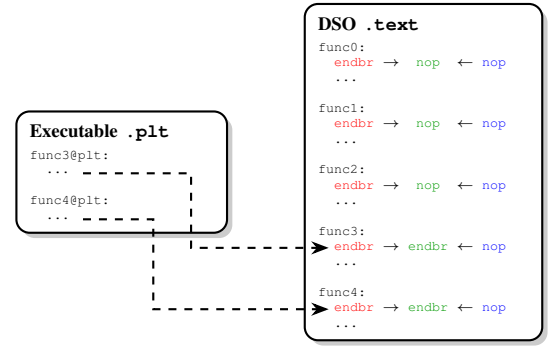 Executable .plt
func3@plt:
...
func4@plt:
...
DSO .text
func0:
endbr → nop ← nop
...
func1:
endbr → nop ← nop
...
func2:
endbr → nop ← nop
...
func3:
endbr → endbr ← nop
...
func4:
endbr → endbr ← nop
...